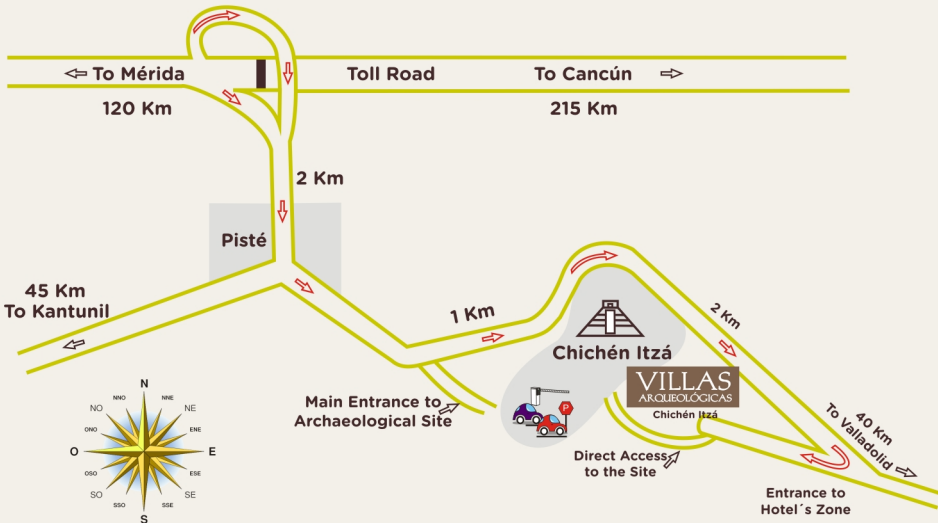 To Mérida
Toll Road
To Cancún
120 Km
215 Km
2 Km
Pisté
45 Km
To Kantunil
1 Km
2 Km
Chichén Itzá
VILLAS
ARQUEOLÓGICAS
Chichén Itzá
P
Main Entrance to
Archaeological Site
Direct Access
to the Site
40 Km
To Valladolid
Entrance to
Hotel´s Zone
N
NNO
NNE
NO
NE
ONO
ENE
O
E
OSO
ESE
SO
SE
SSO
SSE
S